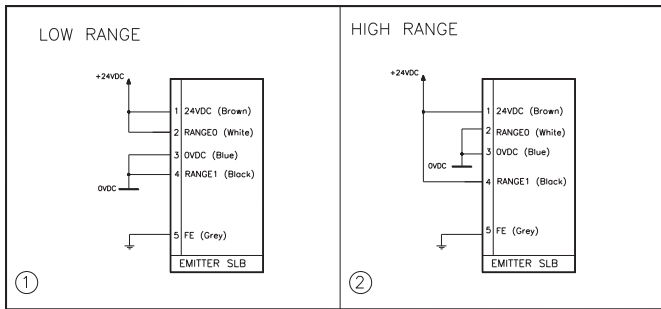 LOW RANGE
+24VDC
1 24VDC (Brown)
2 RANGE0 (White)
3 0VDC (Blue)
4 RANGE1 (Black)
0VDC
5 FE (Grey)
EMITTER SLB
1
HIGH RANGE
+24VDC
1 24VDC (Brown)
2 RANGE0 (White)
3 0VDC (Blue)
0VDC
4 RANGE1 (Black)
5 FE (Grey)
EMITTER SLB
2